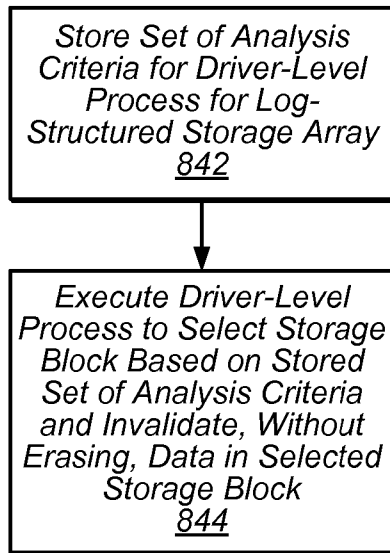 Store Set of Analysis
Criteria for Driver-Level
Process for Log-
Structured Storage Array
842
Execute Driver-Level
Process to Select Storage
Block Based on Stored
Set of Analysis Criteria
and Invalidate, Without
Erasing, Data in Selected
Storage Block
844